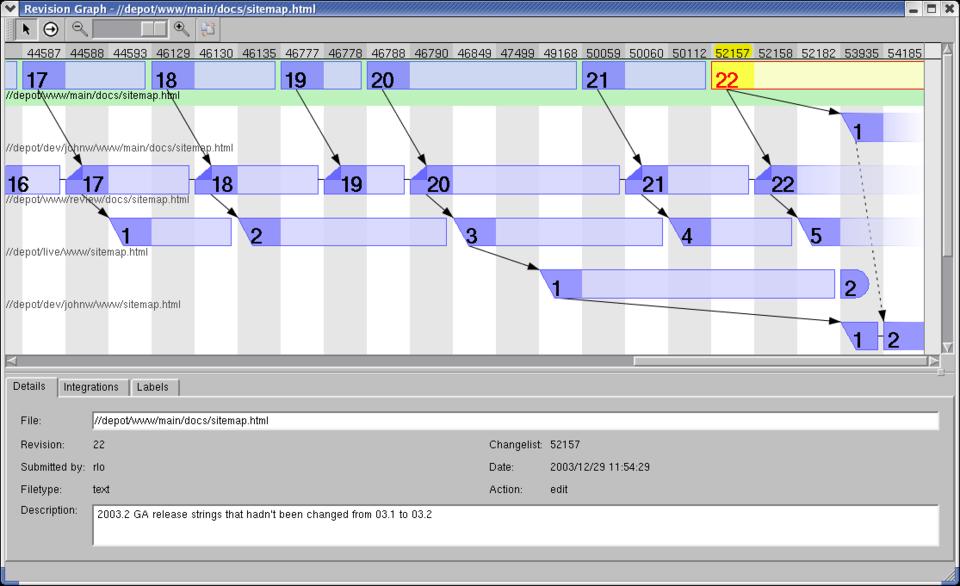 Revision Graph - //depot/www/main/docs/sitemap.html
44587 44588 44593 46129 46130 46135 46777 46778 46788 46790 46849 47499 49168 50059 50060 50112 52157 52158 52182 53935 54185
17 18 19 20 21 22
//depot/www/main/docs/sitemap.html
1
//depot/dev/johnw/www/main/docs/sitemap.html
16 17 18 19 20 21 22
//depot/www/review/docs/sitemap.html
1 2 3 4 5
//depot/live/www/sitemap.html
1 2
//depot/dev/johnw/www/sitemap.html
1 2
Details Integrations Labels
File: //depot/www/main/docs/sitemap.html
Revision: 22 Changelist: 52157
Submitted by: rlo Date: 2003/12/29 11:54:29
Filetype: text Action: edit
Description: 2003.2 GA release strings that hadn't been changed from 03.1 to 03.2